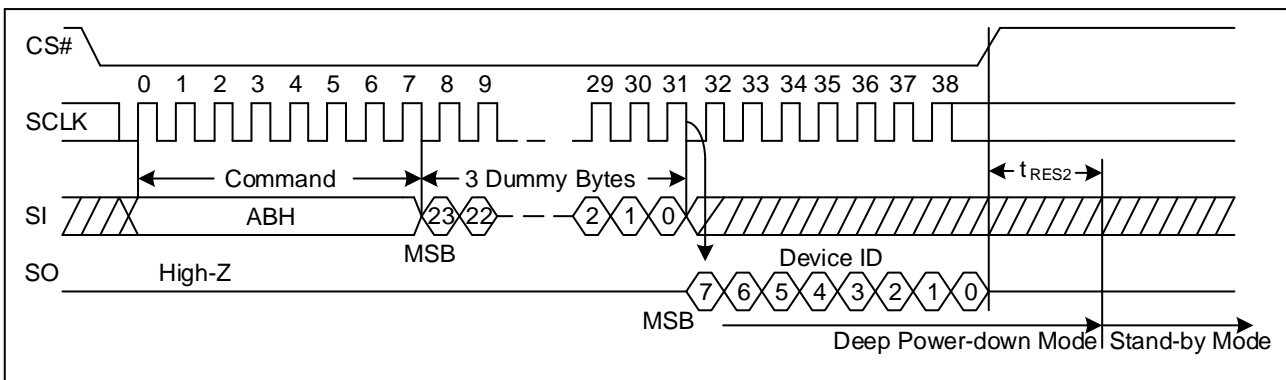 CS#
0 1 2 3 4 5 6 7 8 9 29 30 31 32 33 34 35 36 37 38
SCLK
Command 3 Dummy Bytes tRES2
SI ABH 23 22 2 1 0
MSB
SO High-Z Device ID
7 6 5 4 3 2 1 0
MSB
Deep Power-down Mode Stand-by Mode